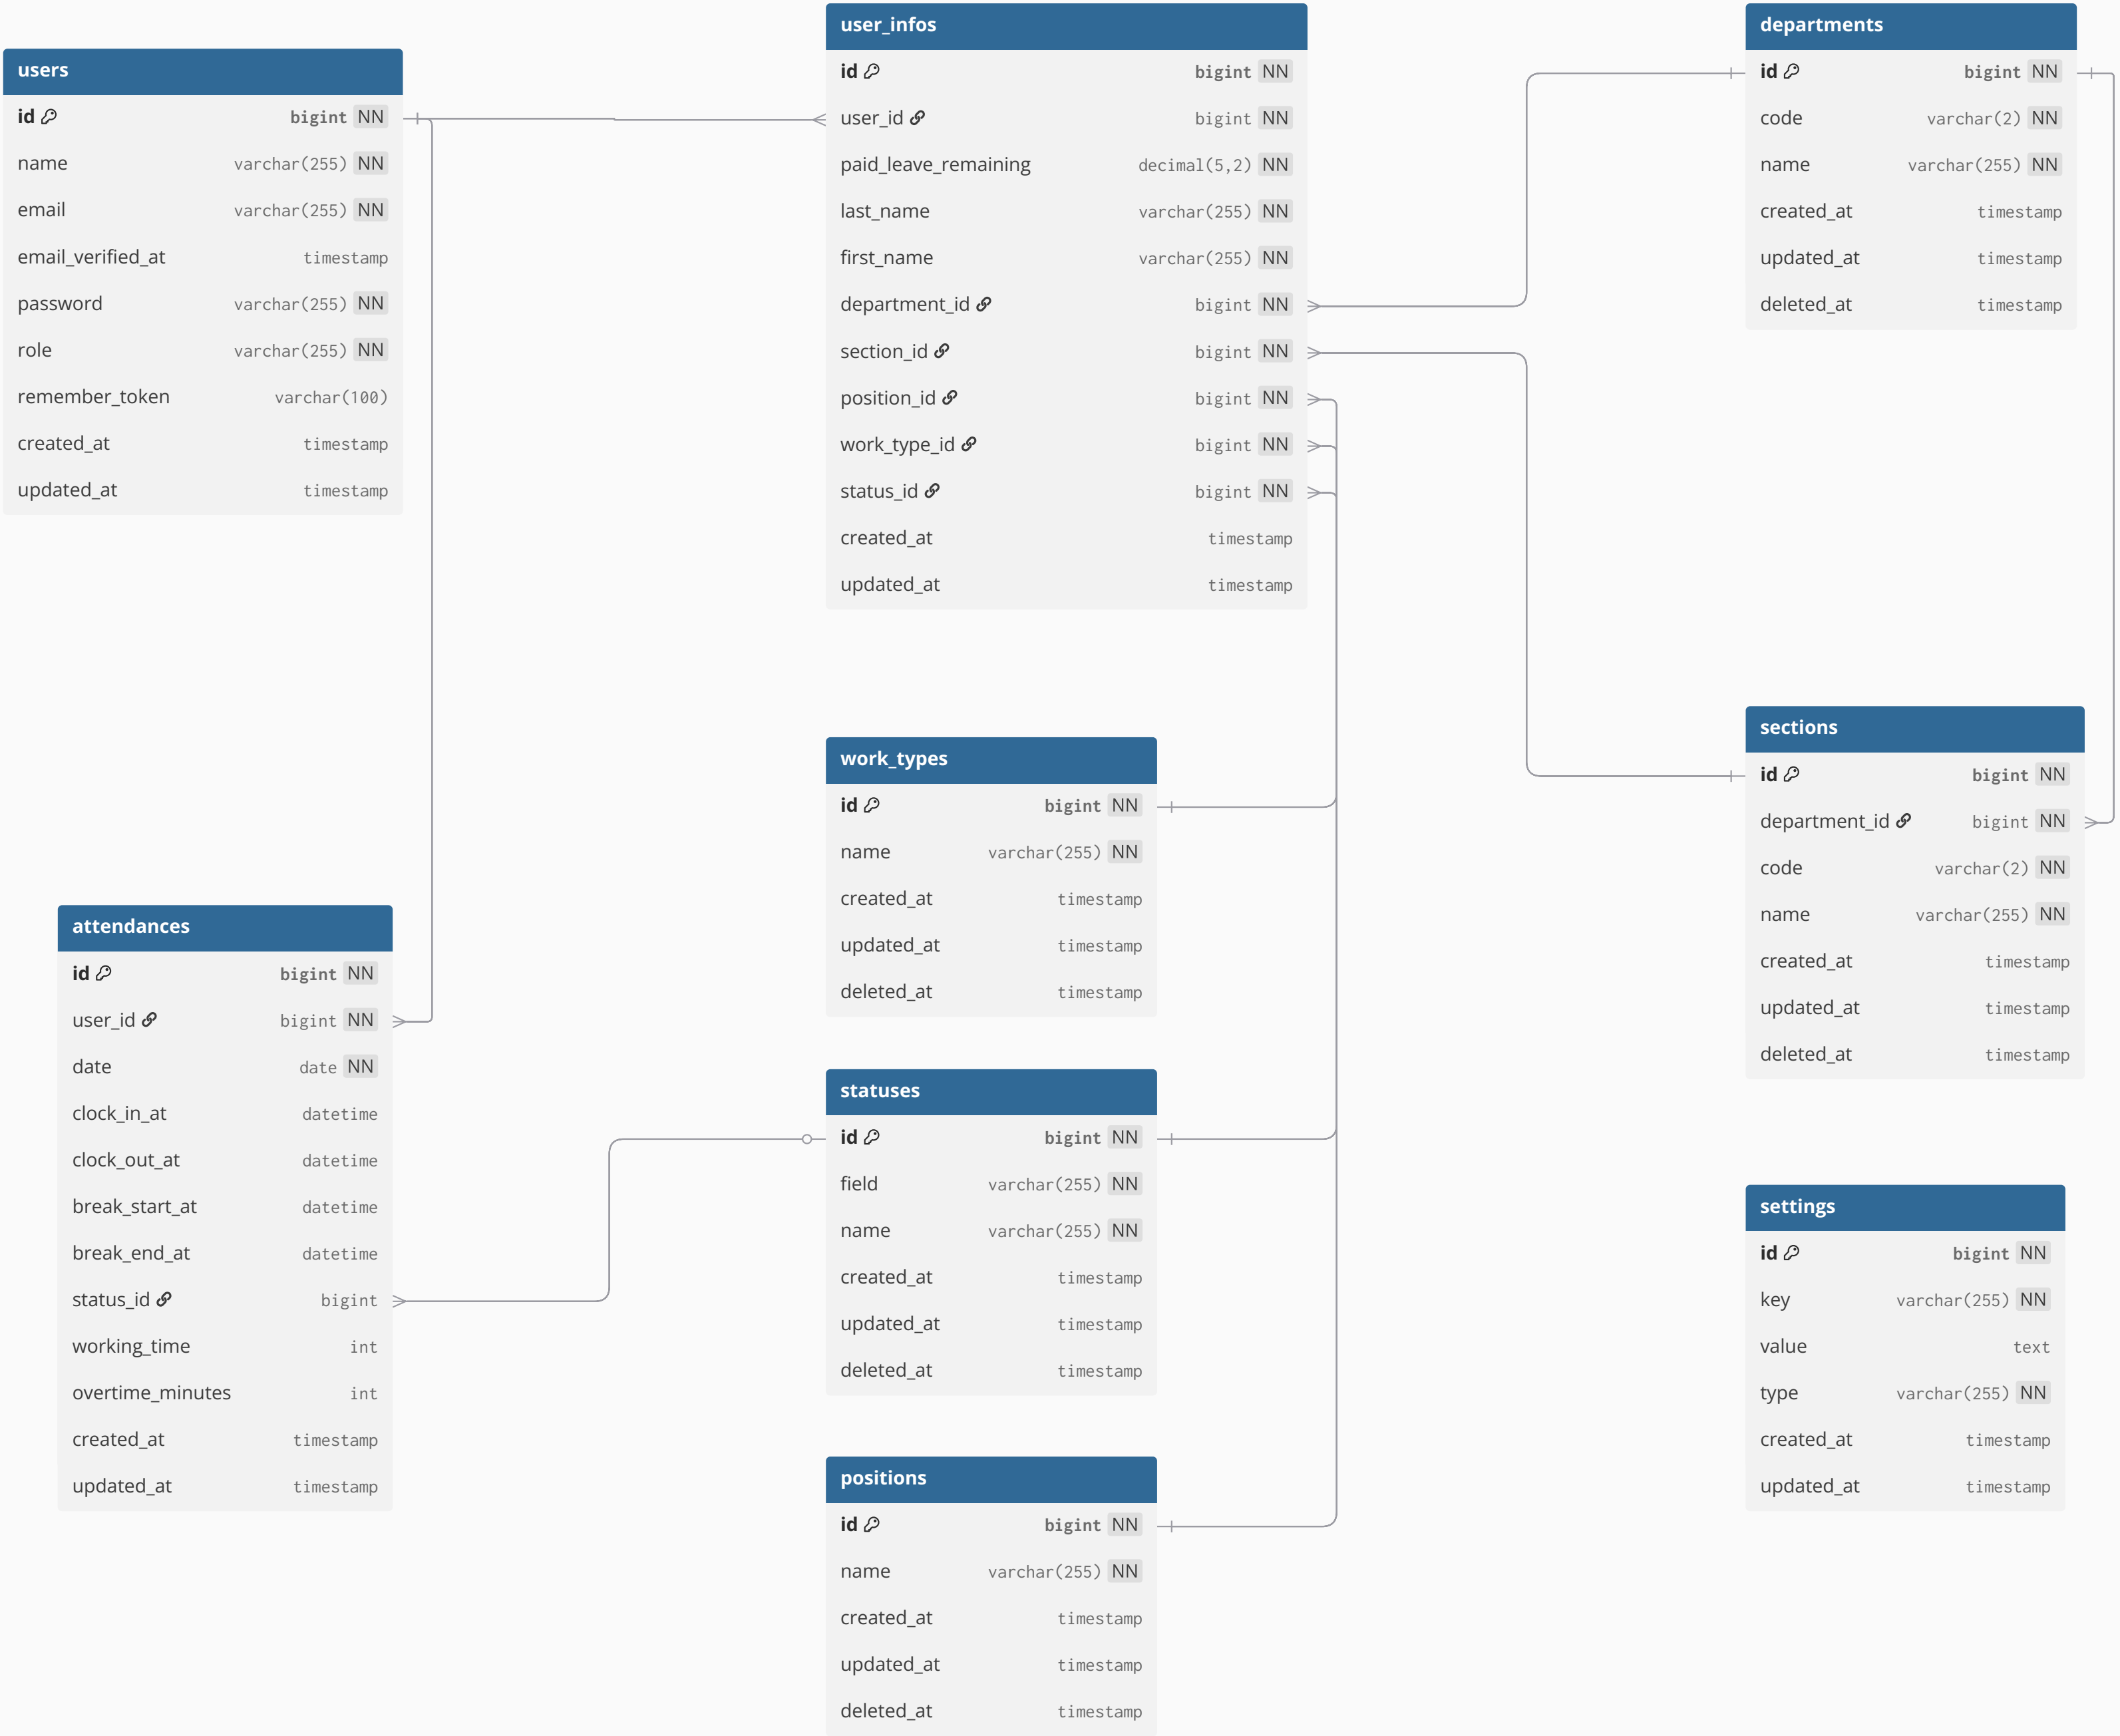 users
id bigint NN
name varchar(255) NN
email varchar(255) NN
email_verified_at timestamp
password varchar(255) NN
role varchar(255) NN
remember_token varchar(100)
created_at timestamp
updated_at timestamp
user_infos
id bigint NN
user_id bigint NN
paid_leave_remaining decimal(5,2) NN
last_name varchar(255) NN
first_name varchar(255) NN
department_id bigint NN
section_id bigint NN
position_id bigint NN
work_type_id bigint NN
status_id bigint NN
created_at timestamp
updated_at timestamp
departments
id bigint NN
code varchar(2) NN
name varchar(255) NN
created_at timestamp
updated_at timestamp
deleted_at timestamp
attendances
id bigint NN
user_id bigint NN
date date NN
clock_in_at datetime
clock_out_at datetime
break_start_at datetime
break_end_at datetime
status_id bigint
working_time int
overtime_minutes int
created_at timestamp
updated_at timestamp
work_types
id bigint NN
name varchar(255) NN
created_at timestamp
updated_at timestamp
deleted_at timestamp
statuses
id bigint NN
field varchar(255) NN
name varchar(255) NN
created_at timestamp
updated_at timestamp
deleted_at timestamp
positions
id bigint NN
name varchar(255) NN
created_at timestamp
updated_at timestamp
deleted_at timestamp
sections
id bigint NN
department_id bigint NN
code varchar(2) NN
name varchar(255) NN
created_at timestamp
updated_at timestamp
deleted_at timestamp
settings
id bigint NN
key varchar(255) NN
value text
type varchar(255) NN
created_at timestamp
updated_at timestamp